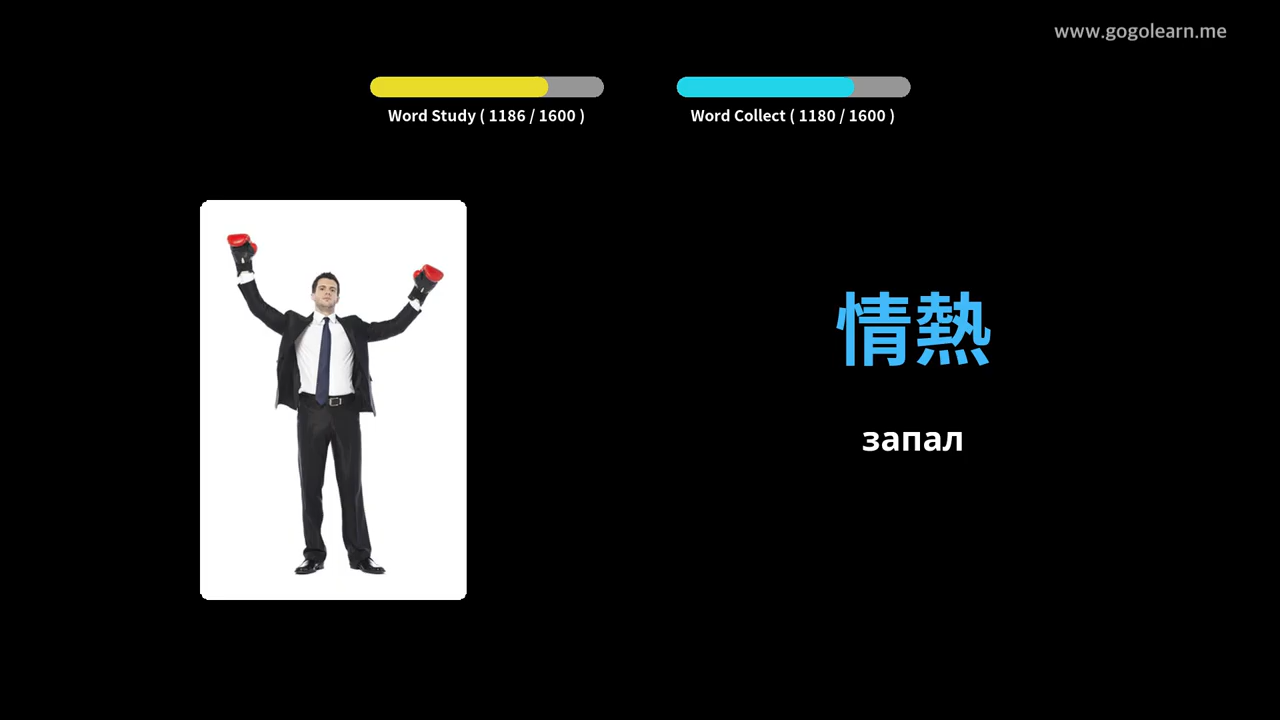 www.gogolearn.me
Word Study ( 1186 / 1600 )
Word Collect ( 1180 / 1600 )
情熱
запал